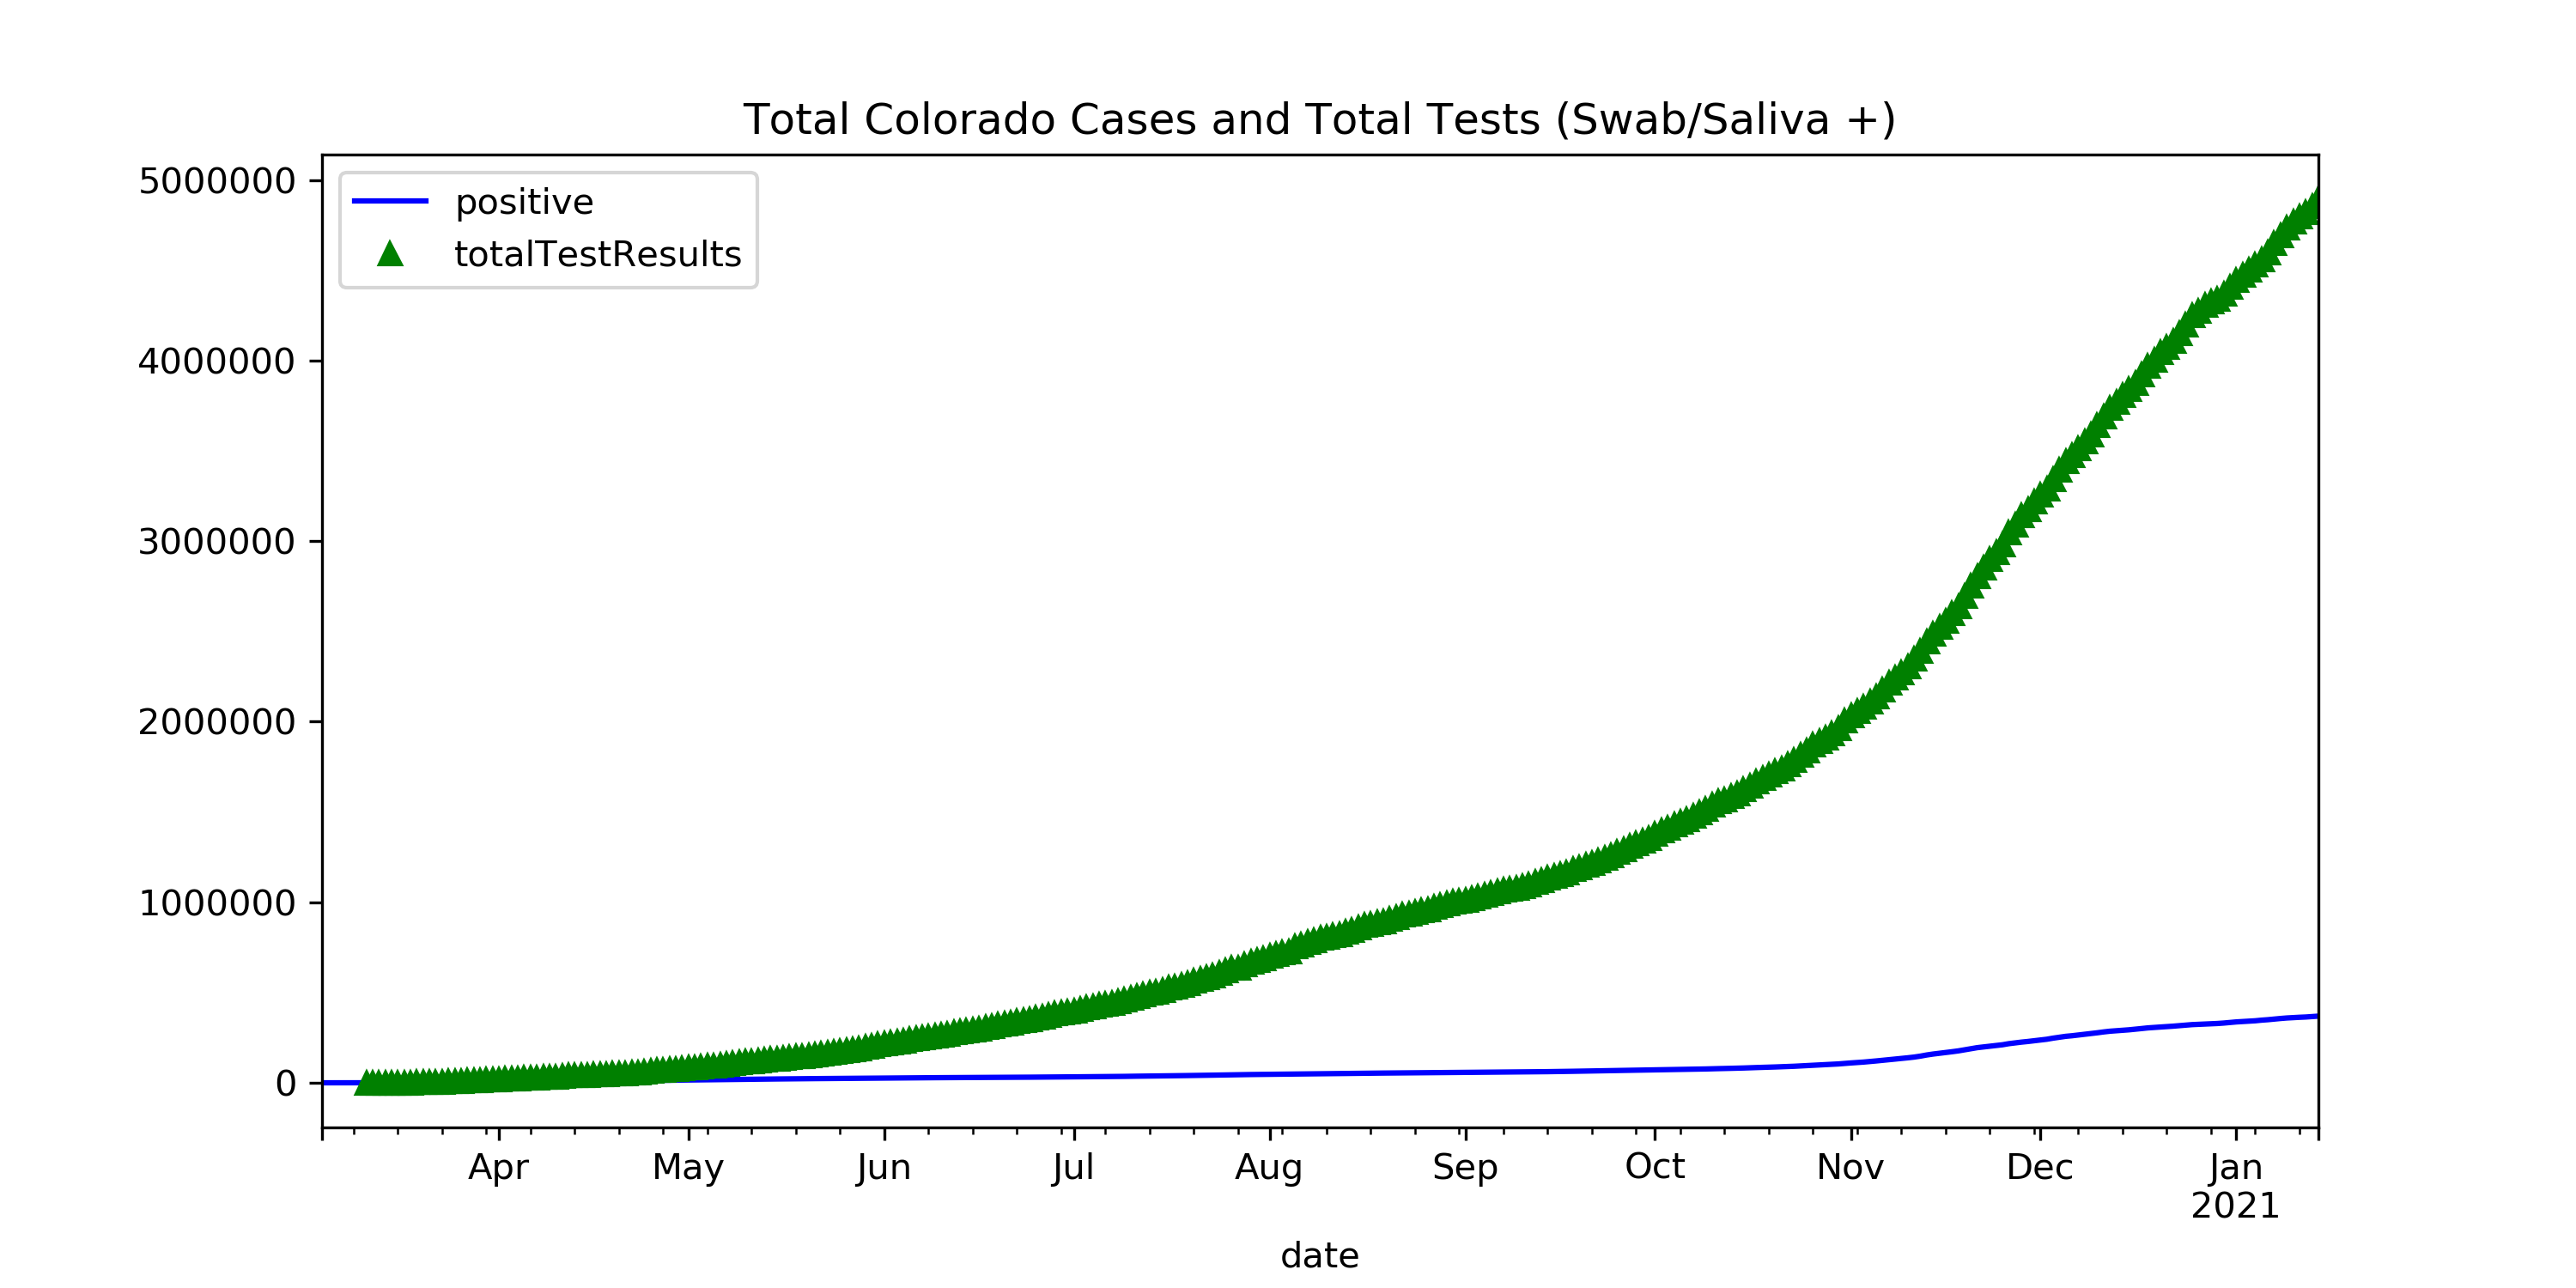 Total Colorado Cases and Total Tests (Swab/Saliva +)
positive
totalTestResults
5000000
4000000
3000000
2000000
1000000
0
Apr May Jun Jul Aug Sep Oct Nov Dec Jan
2021
date